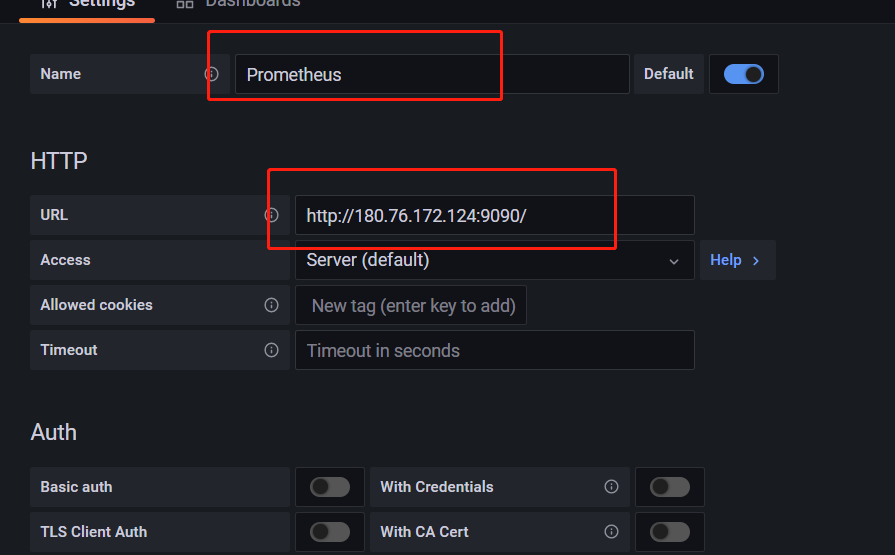 Settings Dashboards
Name Prometheus Default
HTTP
URL http://180.76.172.124:9090/
Access Server (default) Help
Allowed cookies New tag (enter key to add)
Timeout Timeout in seconds
Auth
Basic auth With Credentials
TLS Client Auth With CA Cert